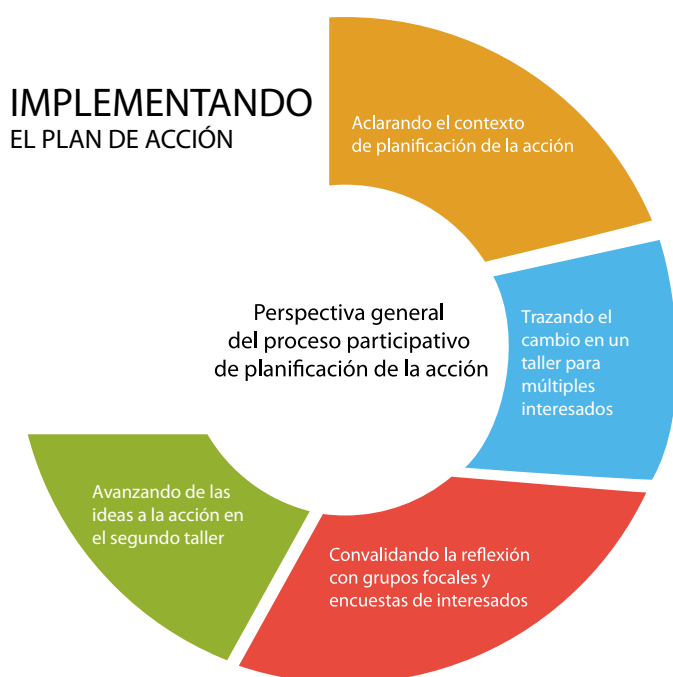 IMPLEMENTANDO
EL PLAN DE ACCIÓN
Aclarando el contexto
de planificación de la acción
Trazando el
cambio en un
taller para
múltiples
interesados
Convalidando la reflexión
con grupos focales y
encuestas de interesados
Avanzando de las
ideas a la acción en
el segundo taller
Perspectiva general
del proceso participativo
de planificación de la acción